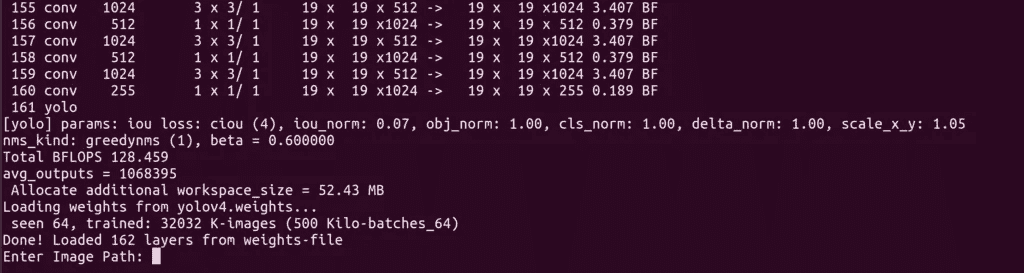 155 conv   1024       3 x 3/ 1     19 x  19 x 512 ->   19 x  19 x1024 3.407 BF
156 conv    512       1 x 1/ 1     19 x  19 x1024 ->   19 x  19 x 512 0.379 BF
157 conv   1024       3 x 3/ 1     19 x  19 x 512 ->   19 x  19 x1024 3.407 BF
158 conv    512       1 x 1/ 1     19 x  19 x1024 ->   19 x  19 x 512 0.379 BF
159 conv   1024       3 x 3/ 1     19 x  19 x 512 ->   19 x  19 x1024 3.407 BF
160 conv    255       1 x 1/ 1     19 x  19 x1024 ->   19 x  19 x 255 0.189 BF
161 yolo
[yolo] params: iou loss: ciou (4), iou_norm: 0.07, obj_norm: 1.00, cls_norm: 1.00, delta_norm: 1.00, scale_x_y: 1.05
nms_kind: greedynms (1), beta = 0.600000
Total BFLOPS 128.459
avg_outputs = 1068395
Allocate additional workspace_size = 52.43 MB
Loading weights from yolov4.weights...
seen 64, trained: 32032 K-images (500 Kilo-batches_64)
Done! Loaded 162 layers from weights-file
Enter Image Path: